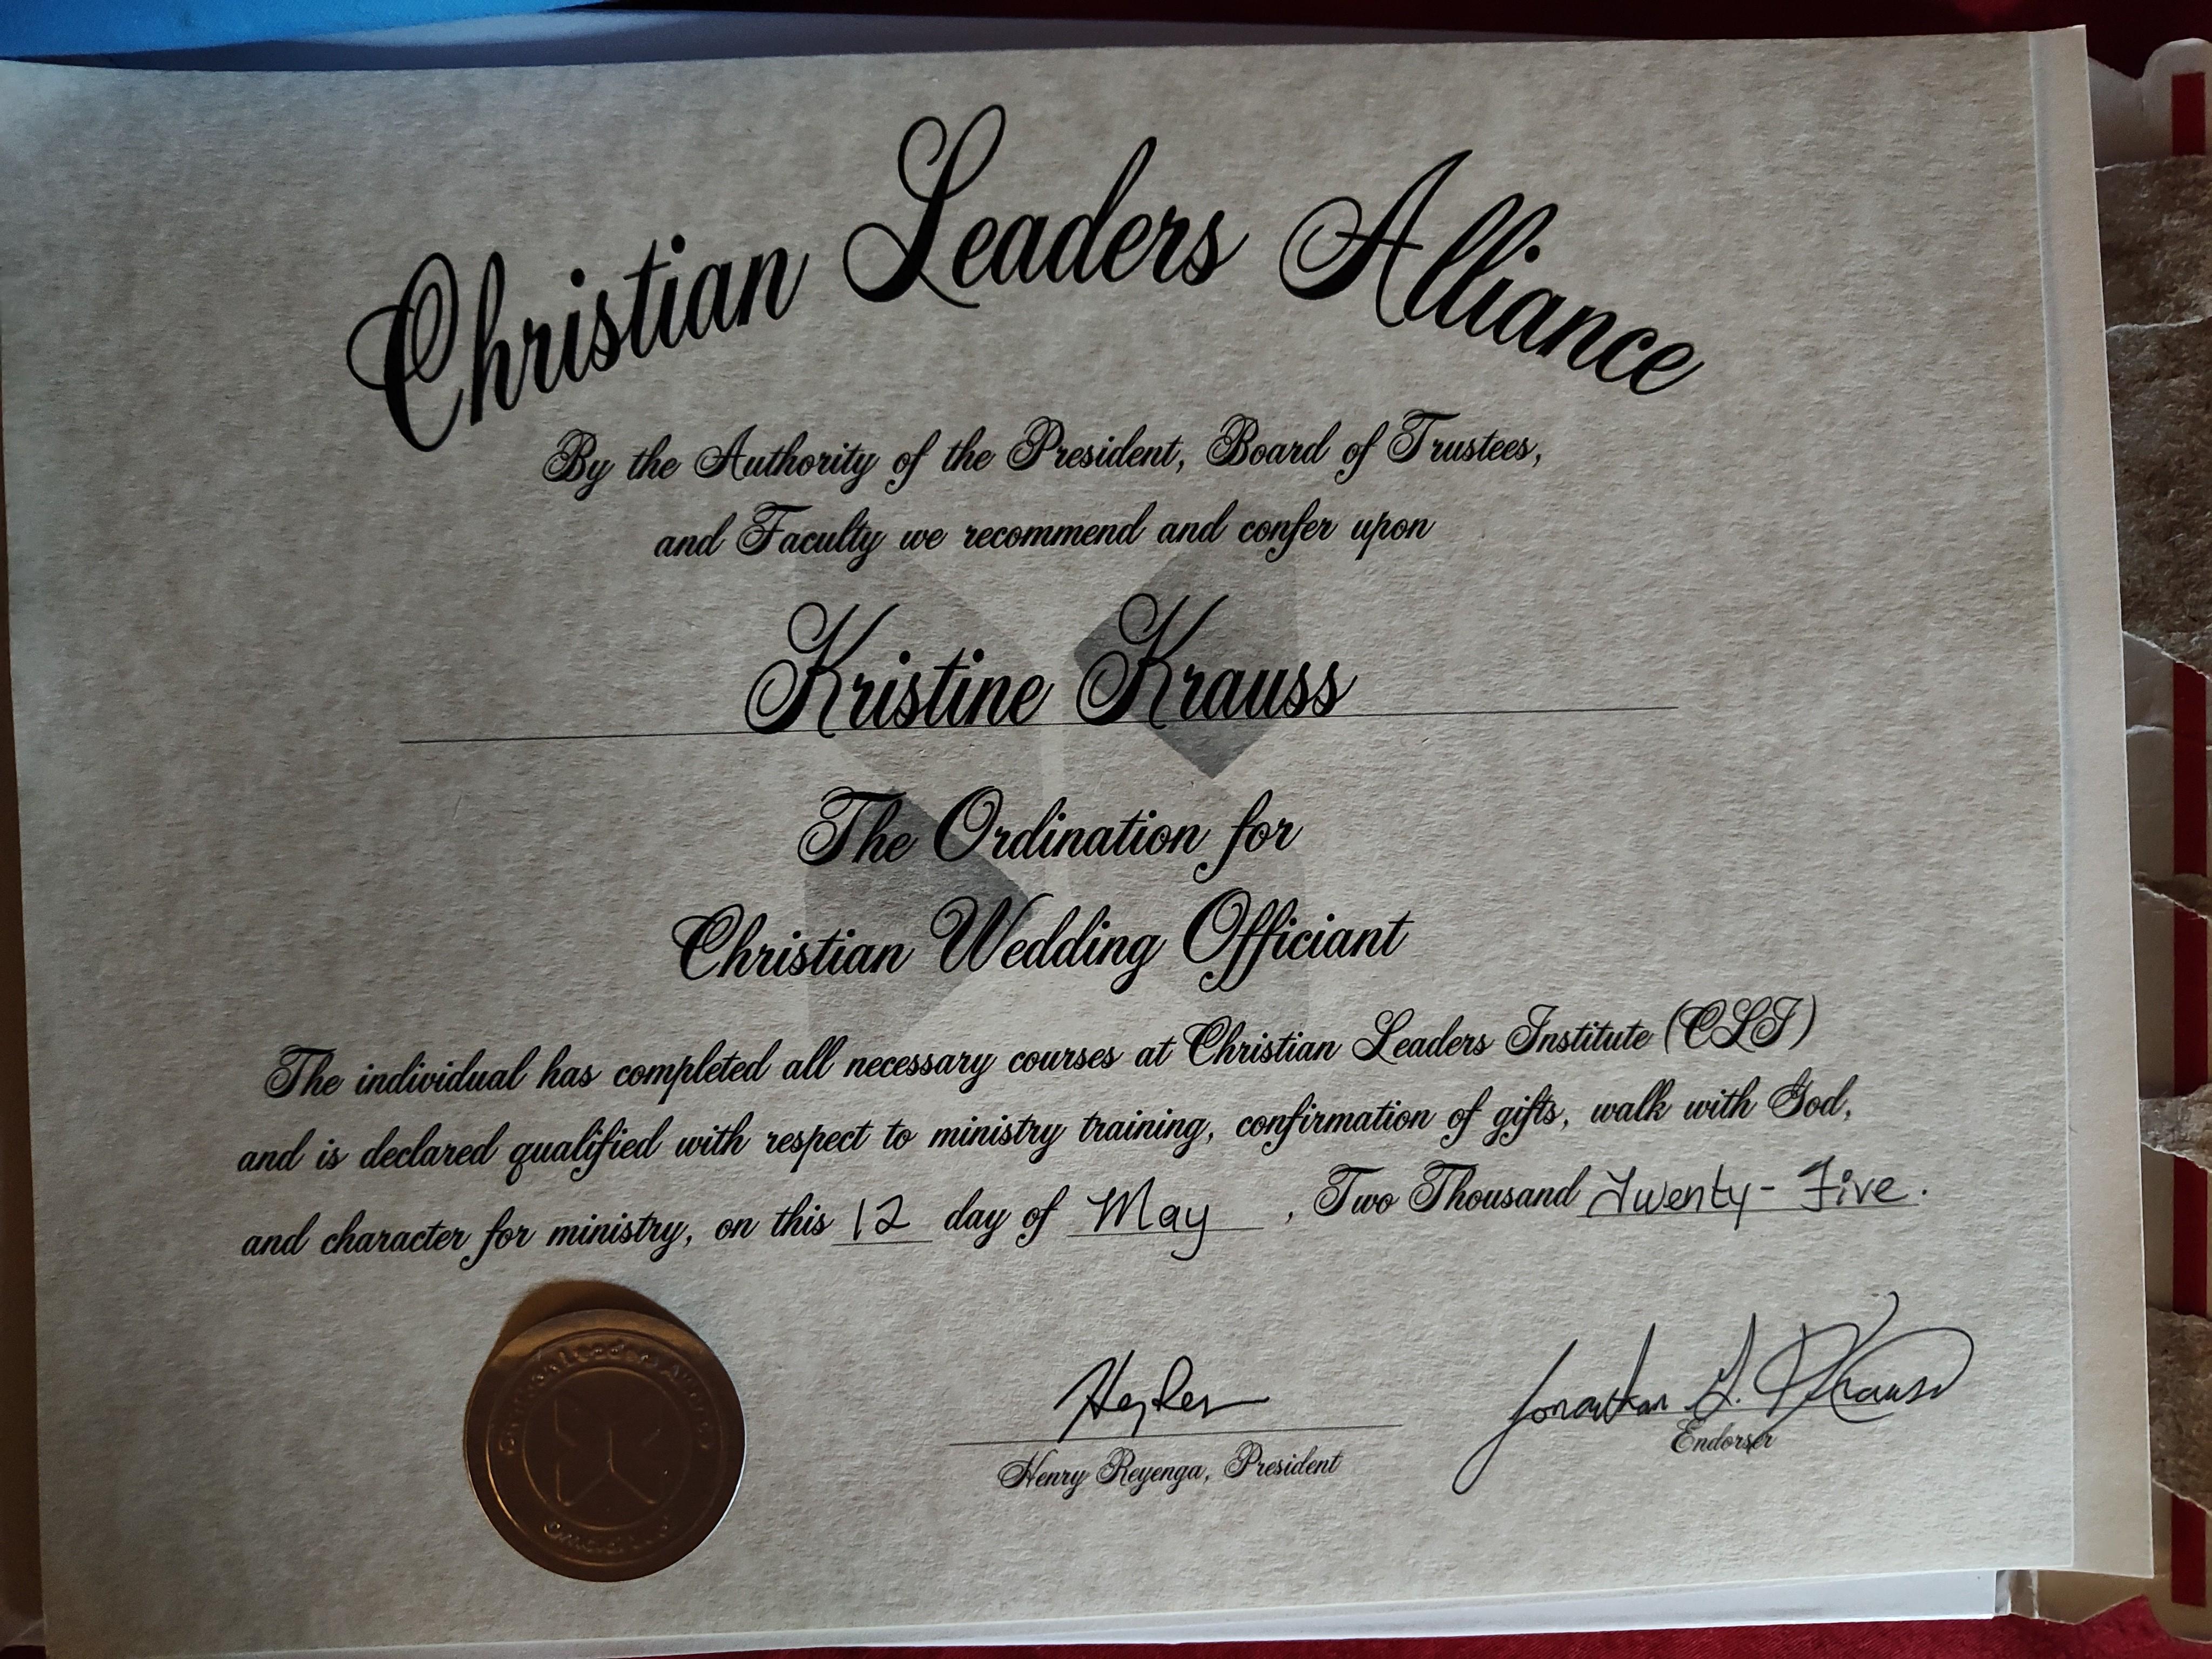 Christian Leaders Alliance
By the Authority of the President, Board of Trustees,
and Faculty we recommend and confer upon
Kristine Krauss
The Ordination for
Christian Wedding Officiant
The individual has completed all necessary courses at Christian Leaders Institute (CLI)
and is declared qualified with respect to ministry training, confirmation of gifts, walk with God,
and character for ministry, on this 12 day of May, Two Thousand Twenty-Five.
Christian Leaders Alliance
Henry Reyenga, President
Endorser